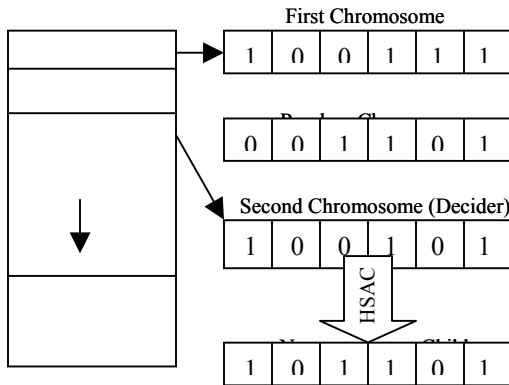 First Chromosome
1 0 0 1 1 1
0 0 1 1 0 1
Second Chromosome (Decider)
1 0 0 1 0 1
HSAC
1 0 1 1 0 1